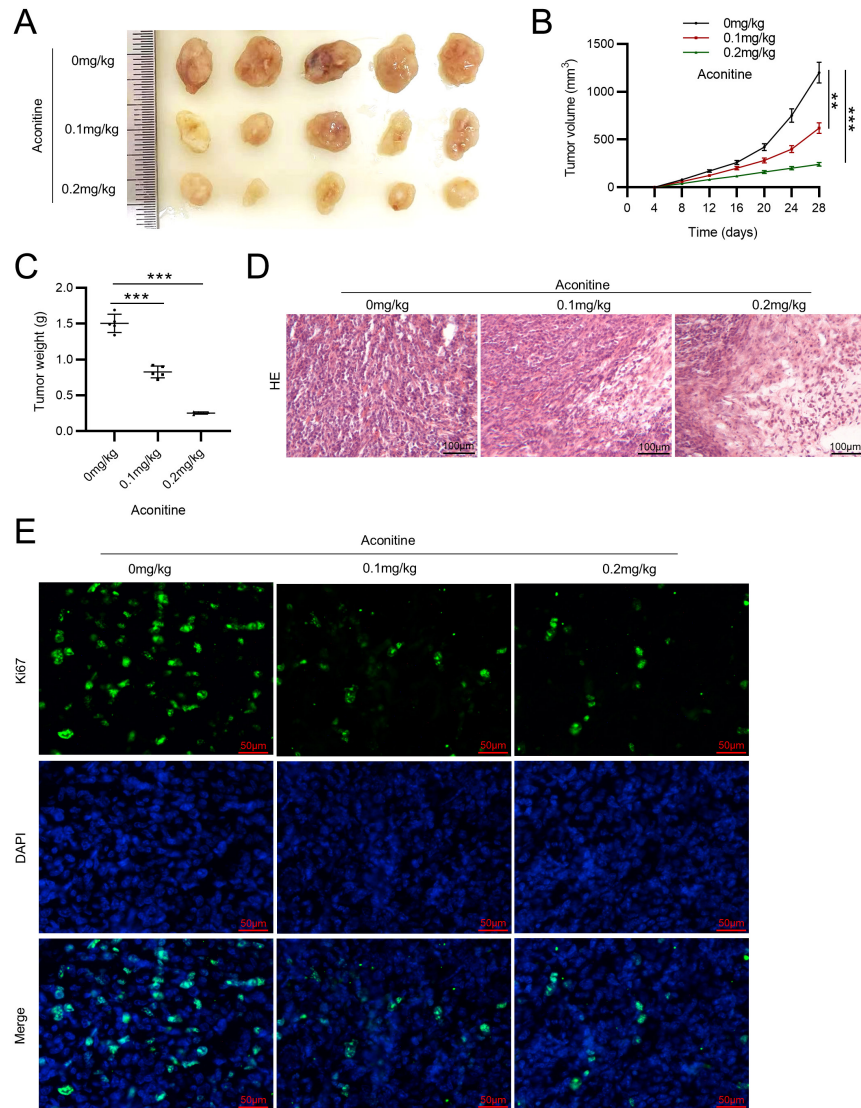 A
Aconitine
0mg/kg
0.1mg/kg
0.2mg/kg
B
0mg/kg
0.1mg/kg
0.2mg/kg
Aconitine
Tumor volume (mm3)
1500
1000
500
0
0 4 8 12 16 20 24 28
Time (days)
**
***
C
***
***
Tumor weight (g)
2.0
1.5
1.0
0.5
0.0
0mg/kg
0.1mg/kg
0.2mg/kg
Aconitine
D
Aconitine
0mg/kg 0.1mg/kg 0.2mg/kg
HE
100μm 100μm 100μm
E
Aconitine
0mg/kg 0.1mg/kg 0.2mg/kg
Ki67
50μm 50μm 50μm
DAPI
50μm 50μm 50μm
Merge
50μm 50μm 50μm